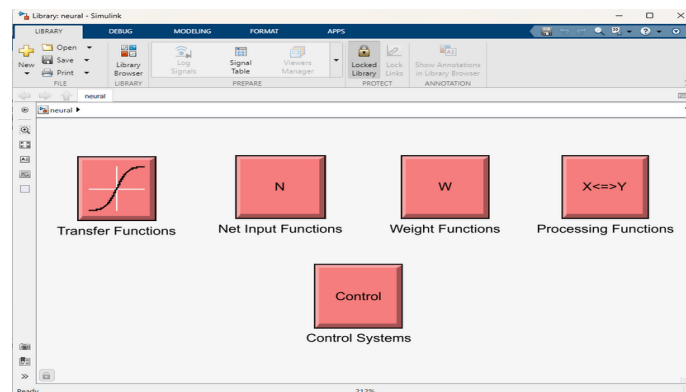 Library: neural - Simulink
LIBRARY DEBUG MODELING FORMAT APPS
New
Open
Save
Print
FILE
Library Browser
LIBRARY
Log Signals
Signal Table
Viewers Manager
PREPARE
Locked Library
Lock Links
PROTECT
Show Annotations in Library Browser
ANNOTATION
neural
neural
N
W
X<=>Y
Transfer Functions
Net Input Functions
Weight Functions
Processing Functions
Control
Control Systems
Ready
212%